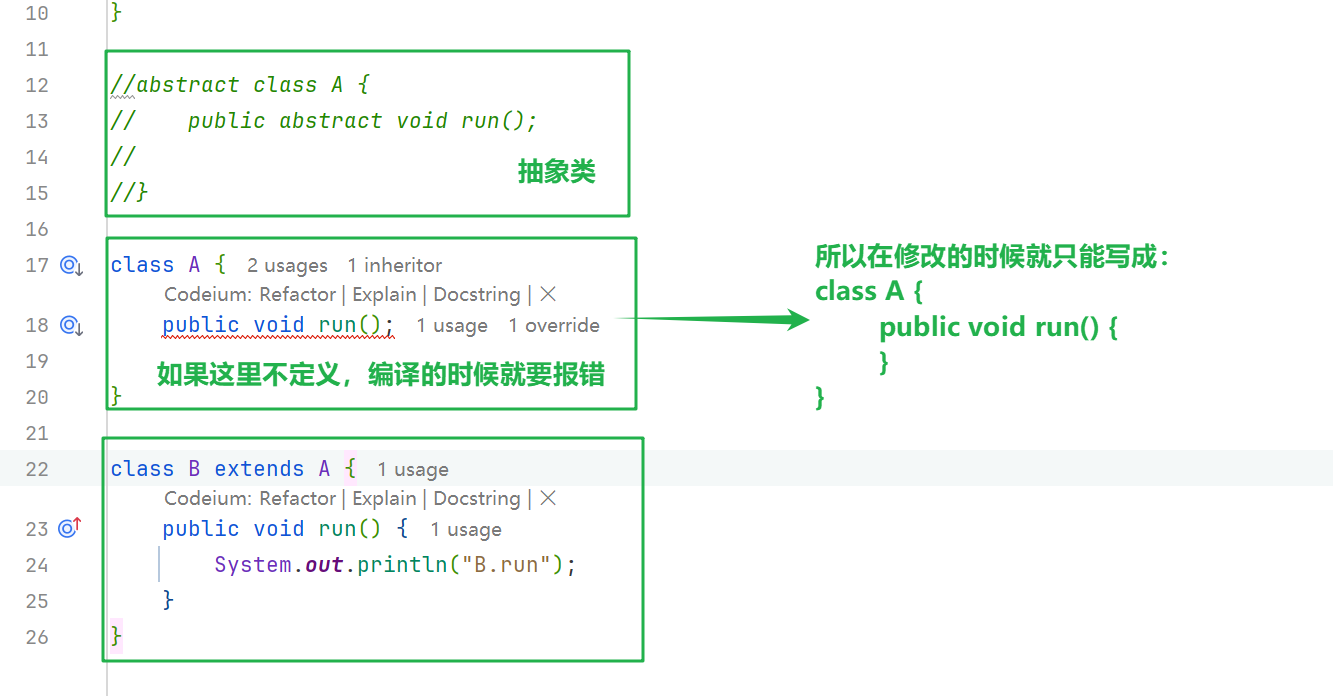 10 }
11
12 //abstract class A {
13 //    public abstract void run();
14 //
抽象类
15 //}
16
17 class A { 2 usages 1 inheritor
Codeium: Refactor | Explain | Docstring | ×
18     public void run(); 1 usage 1 override
19
如果这里不定义，编译的时候就要报错
20 }
所以在修改的时候就只能写成：
class A {
public void run() {
}
}
21
22 class B extends A { 1 usage
Codeium: Refactor | Explain | Docstring | ×
23     public void run() { 1 usage
24         System.out.println("B.run");
25     }
26 }